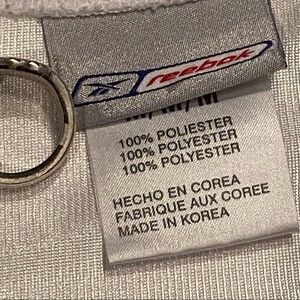 Reebok
M/M/M
100% POLIESTER
100% POLYESTER
100% POLYESTER
HECHO EN COREA
FABRIQUE AUX COREE
MADE IN KOREA